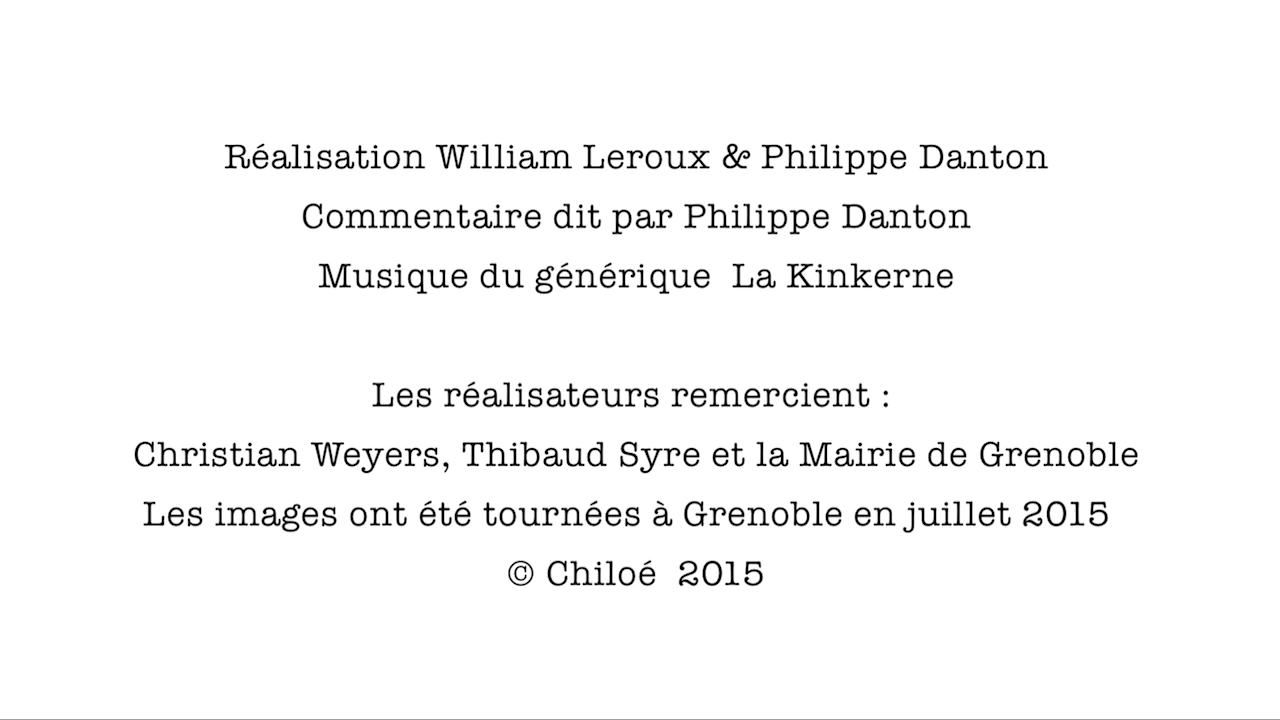 Réalisation William Leroux & Philippe Danton
Commentaire dit par Philippe Danton
Musique du générique  La Kinkerne
Les réalisateurs remercient :
Christian Weyers, Thibaud Syre et la Mairie de Grenoble
Les images ont été tournées à Grenoble en juillet 2015
© Chiloé  2015